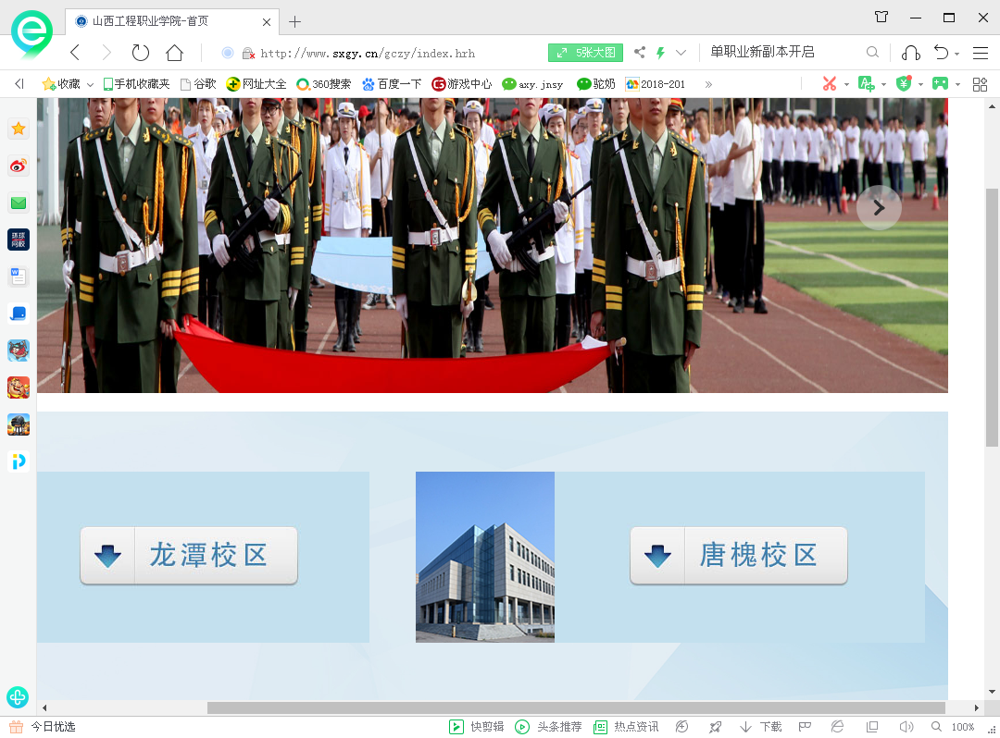 山西工程职业学院-首页
http://www.sxgy.cn/gczy/index.hrh
5张大图
单职业新副本开启
收藏
手机收藏夹
谷歌
网址大全
360搜索
百度一下
游戏中心
axy.jnsy
驼奶
2018-201
环球网校
龙潭校区
唐槐校区
今日优选
快剪辑
头条推荐
热点资讯
下载
100%